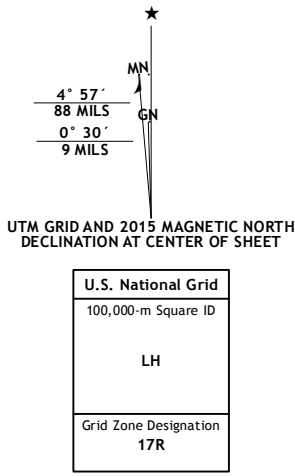 ★
MN
4° 57´
88 MILS
GN
0° 30´
9 MILS
UTM GRID AND 2015 MAGNETIC NORTH
DECLINATION AT CENTER OF SHEET
U.S. National Grid
100,000-m Square ID
LH
Grid Zone Designation
17R